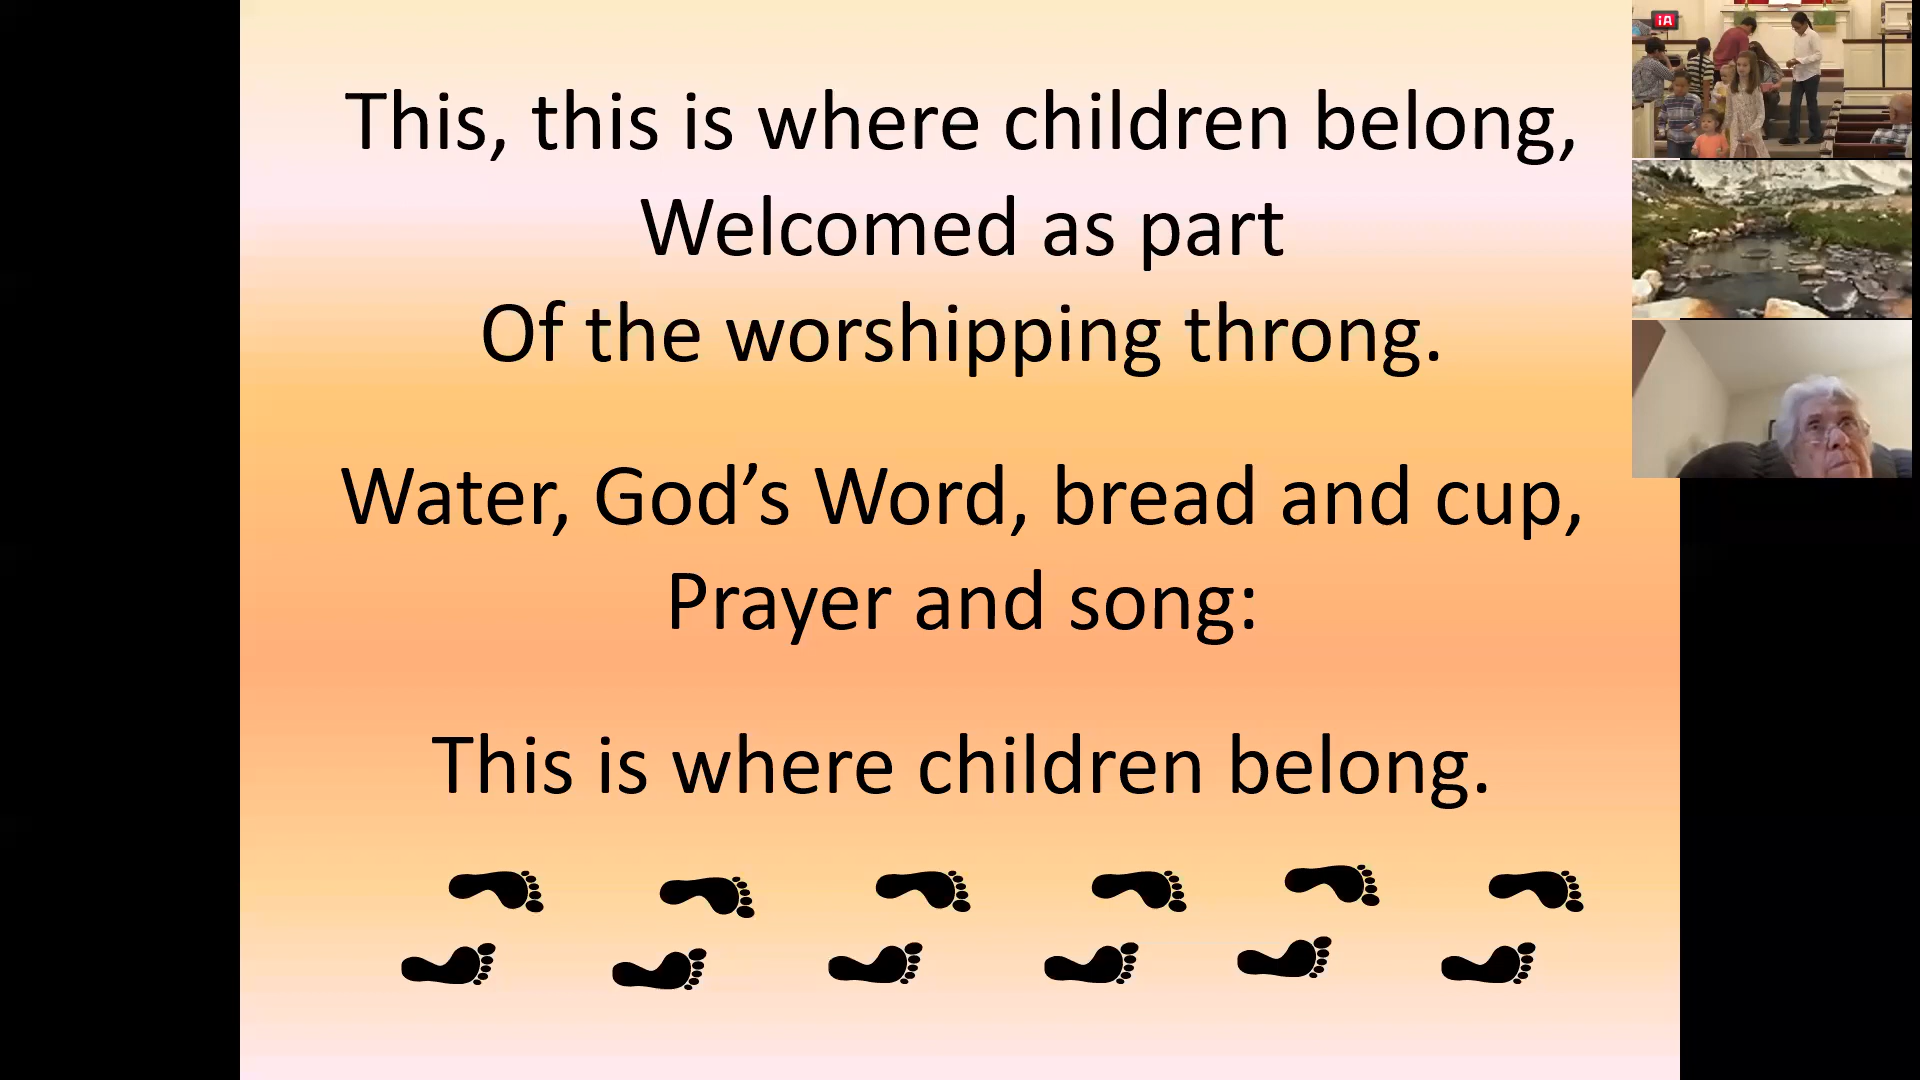 This, this is where children belong,
Welcomed as part
Of the worshipping throng.
Water, God’s Word, bread and cup,
Prayer and song:
This is where children belong.
iA